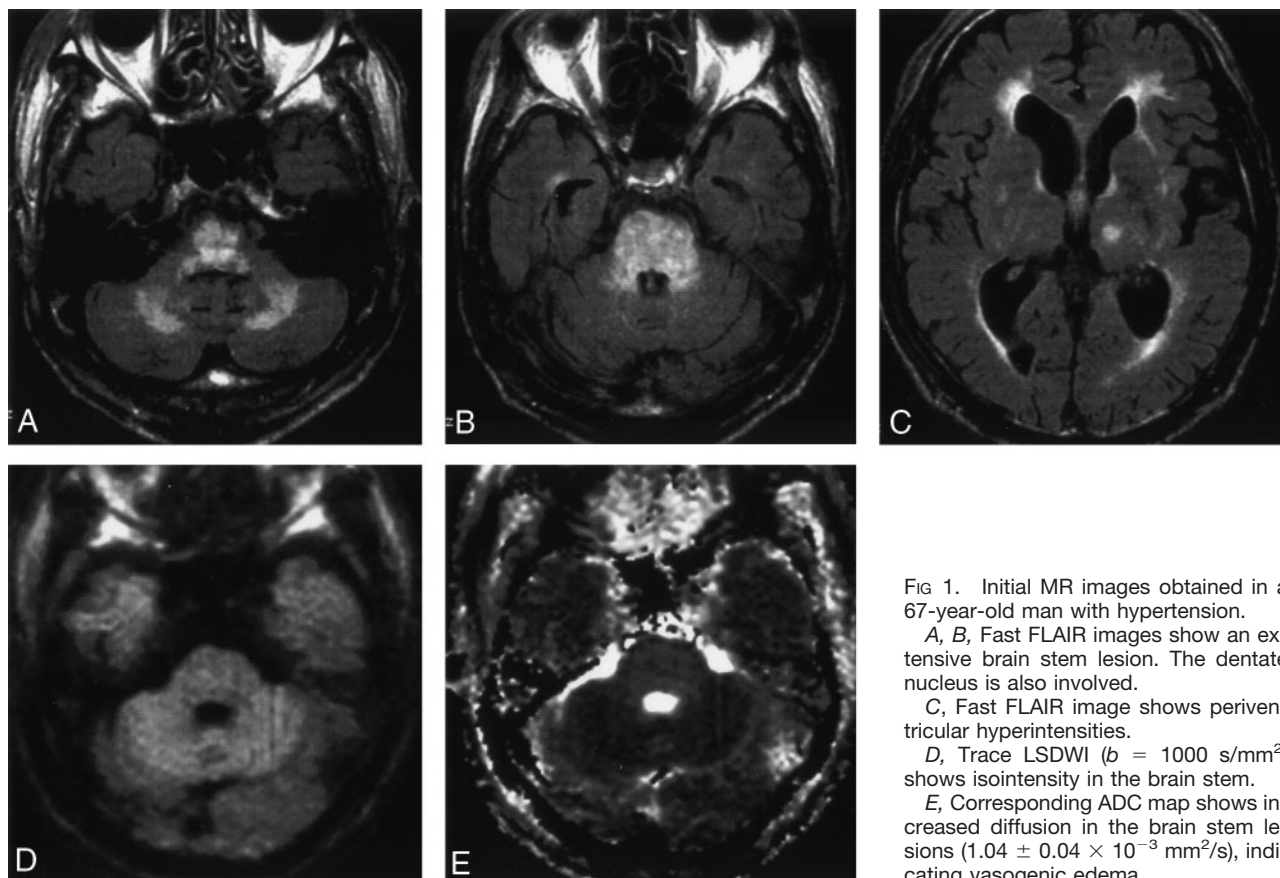 A
B
C
D
E
FIG 1. Initial MR images obtained in a
67-year-old man with hypertension.
A, B, Fast FLAIR images show an ex-
tensive brain stem lesion. The dentate
nucleus is also involved.
C, Fast FLAIR image shows periven-
tricular hyperintensities.
D, Trace LSDWI (b = 1000 s/mm²
shows isointensity in the brain stem.
E, Corresponding ADC map shows in-
creased diffusion in the brain stem le-
sions (1.04 ± 0.04 × 10⁻³ mm²/s), indi-
cating vasogenic edema